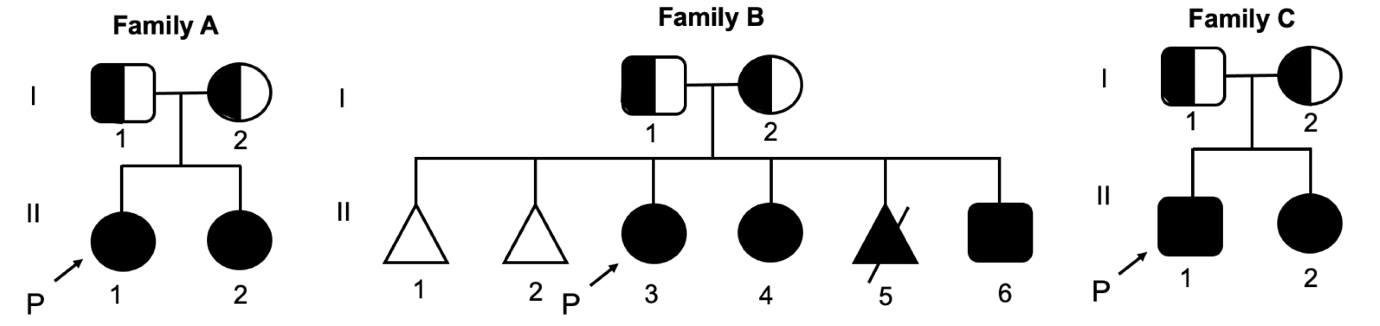 Family A
I
1 2
II
P 1 2
Family B
I
1 2
II
1 2 P 3 4 5 6
Family C
I
1 2
II
P 1 2